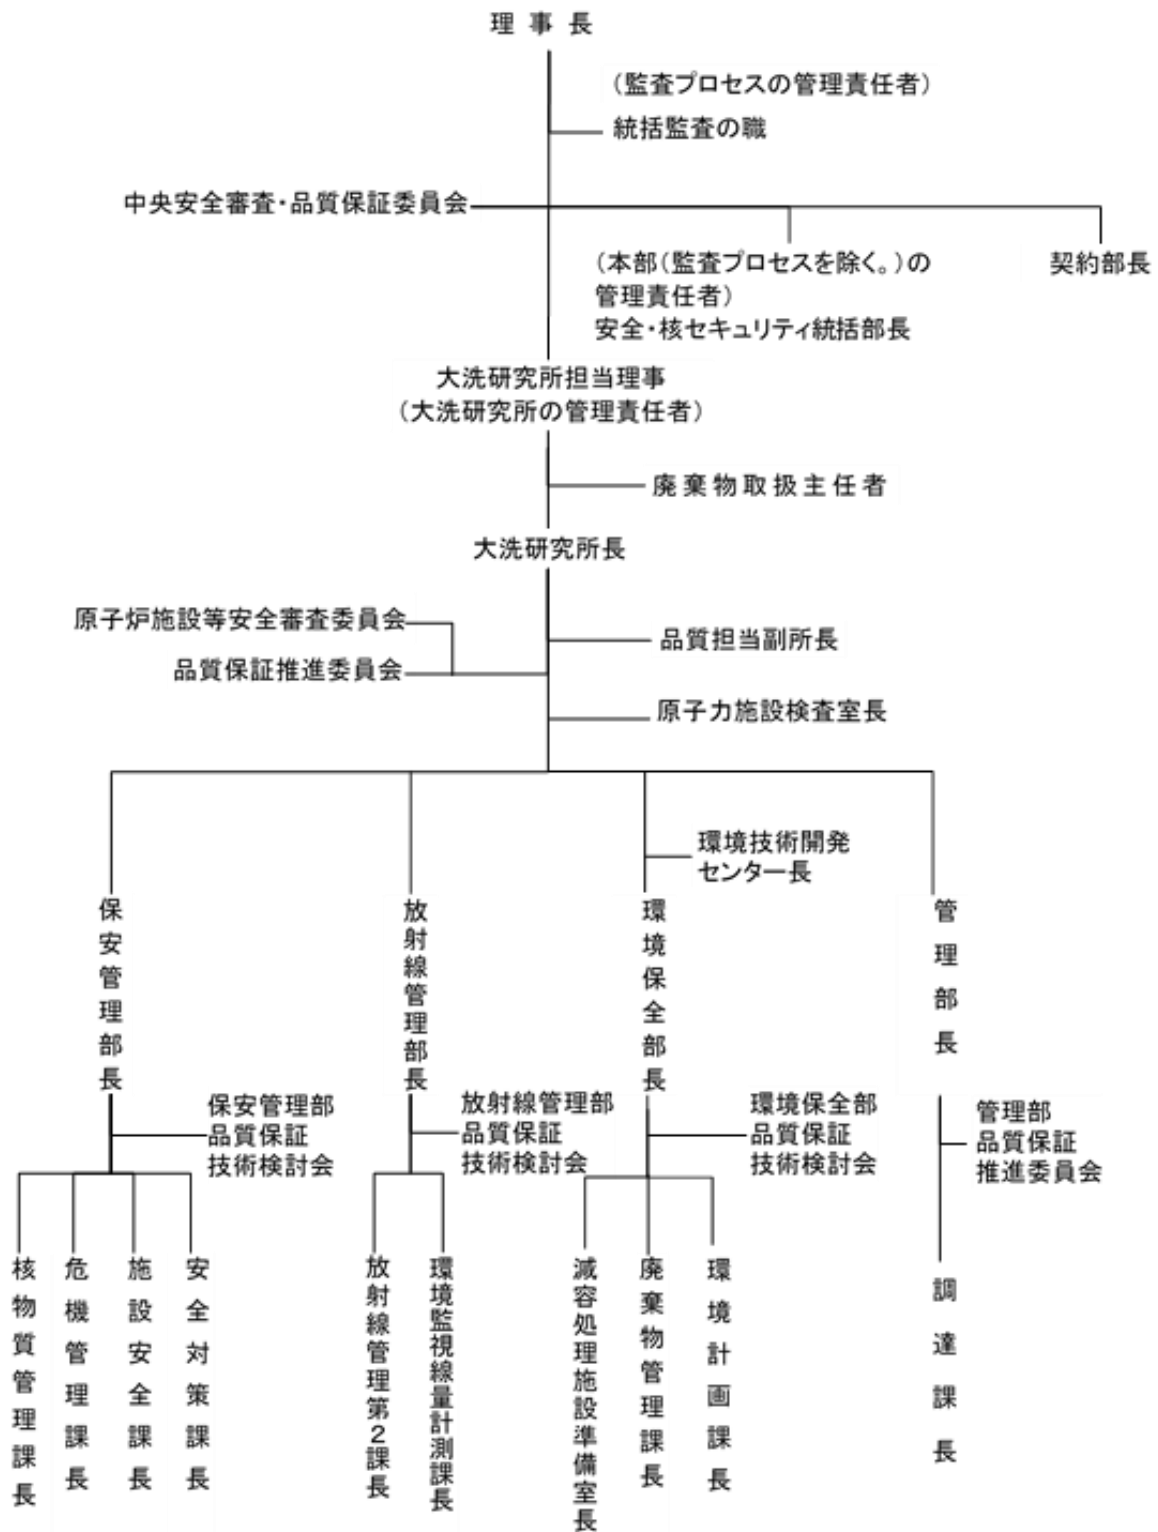 理事長
（監査プロセスの管理責任者）
統括監査の職
中央安全審査・品質保証委員会
（本部（監査プロセスを除く。）の
管理責任者）
安全・核セキュリティ統括部長
契約部長
大洗研究所担当理事
（大洗研究所の管理責任者）
廃棄物取扱主任者
大洗研究所長
原子炉施設等安全審査委員会
品質保証推進委員会
品質担当副所長
原子力施設検査室長
環境技術開発
センター長
保安管理部長
放射線管理部長
環境保全部長
管理部長
保安管理部
品質保証
技術検討会
放射線管理部
品質保証
技術検討会
環境保全部
品質保証
技術検討会
管理部
品質保証
推進委員会
核物質管理課長
危機管理課長
施設安全課長
安全対策課長
放射線管理第２課長
環境監視線量計測課長
減容処理施設準備室長
廃棄物管理課長
環境計画課長
調達課長